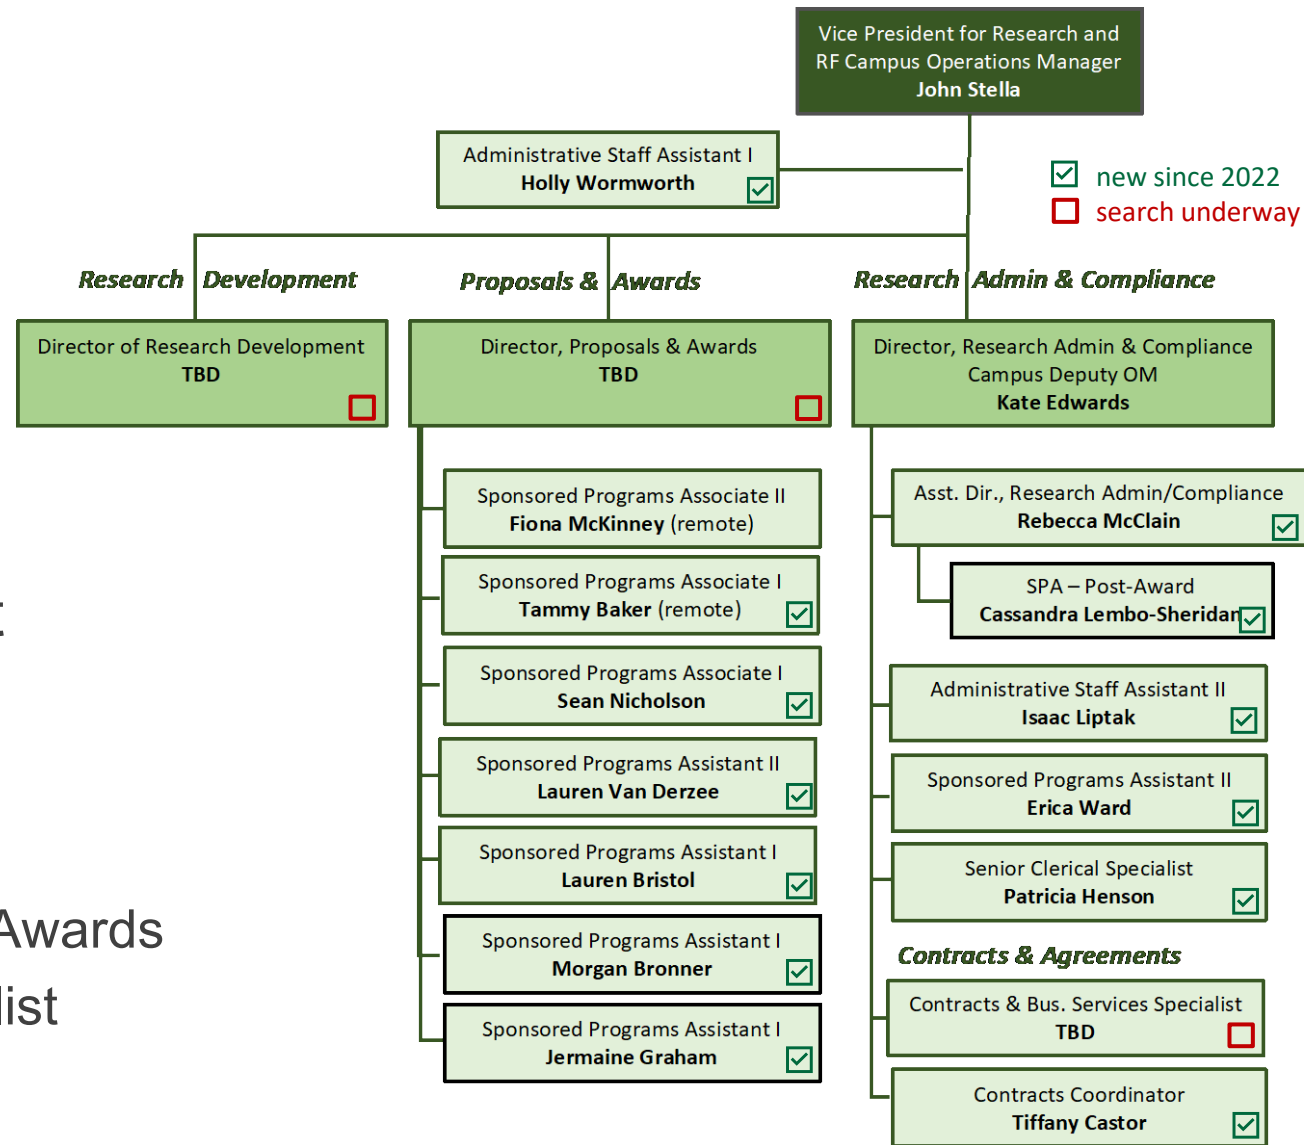 Vice President for Research and
RF Campus Operations Manager
John Stella
Administrative Staff Assistant I
Holly Wormworth
new since 2022
search underway
Research Development
Proposals & Awards
Research Admin & Compliance
Director of Research Development
TBD
Director, Proposals & Awards
TBD
Director, Research Admin & Compliance
Campus Deputy OM
Kate Edwards
Sponsored Programs Associate II
Fiona McKinney (remote)
Sponsored Programs Associate I
Tammy Baker (remote)
Sponsored Programs Associate I
Sean Nicholson
Sponsored Programs Assistant II
Lauren Van Derzee
Sponsored Programs Assistant I
Lauren Bristol
Sponsored Programs Assistant I
Morgan Bronner
Sponsored Programs Assistant I
Jermaine Graham
Asst. Dir., Research Admin/Compliance
Rebecca McClain
SPA – Post-Award
Cassandra Lembo-Sheridan
Administrative Staff Assistant II
Isaac Liptak
Sponsored Programs Assistant II
Erica Ward
Senior Clerical Specialist
Patricia Henson
Contracts & Agreements
Contracts & Bus. Services Specialist
TBD
Contracts Coordinator
Tiffany Castor
t
Awards
list